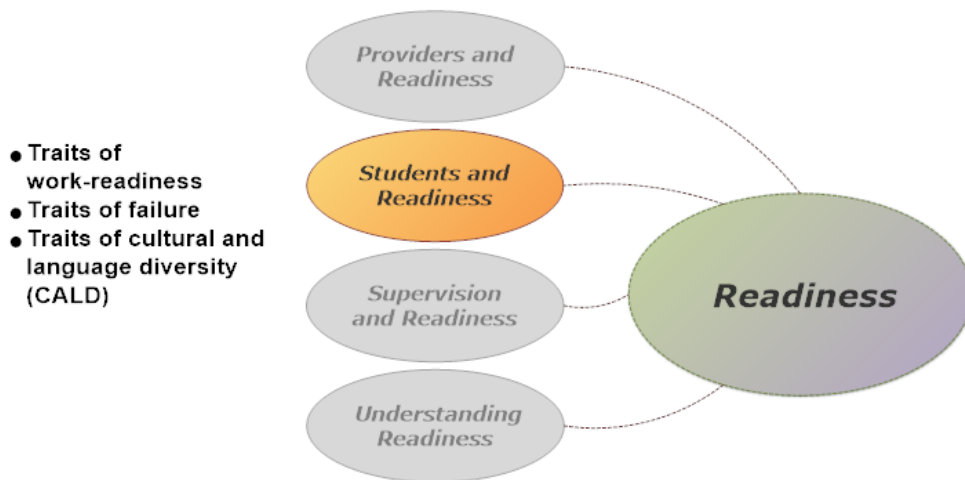 Providers and
Readiness
● Traits of
work-readiness
● Traits of failure
● Traits of cultural and
language diversity
(CALD)
Students and
Readiness
Supervision
and Readiness
Understanding
Readiness
Readiness